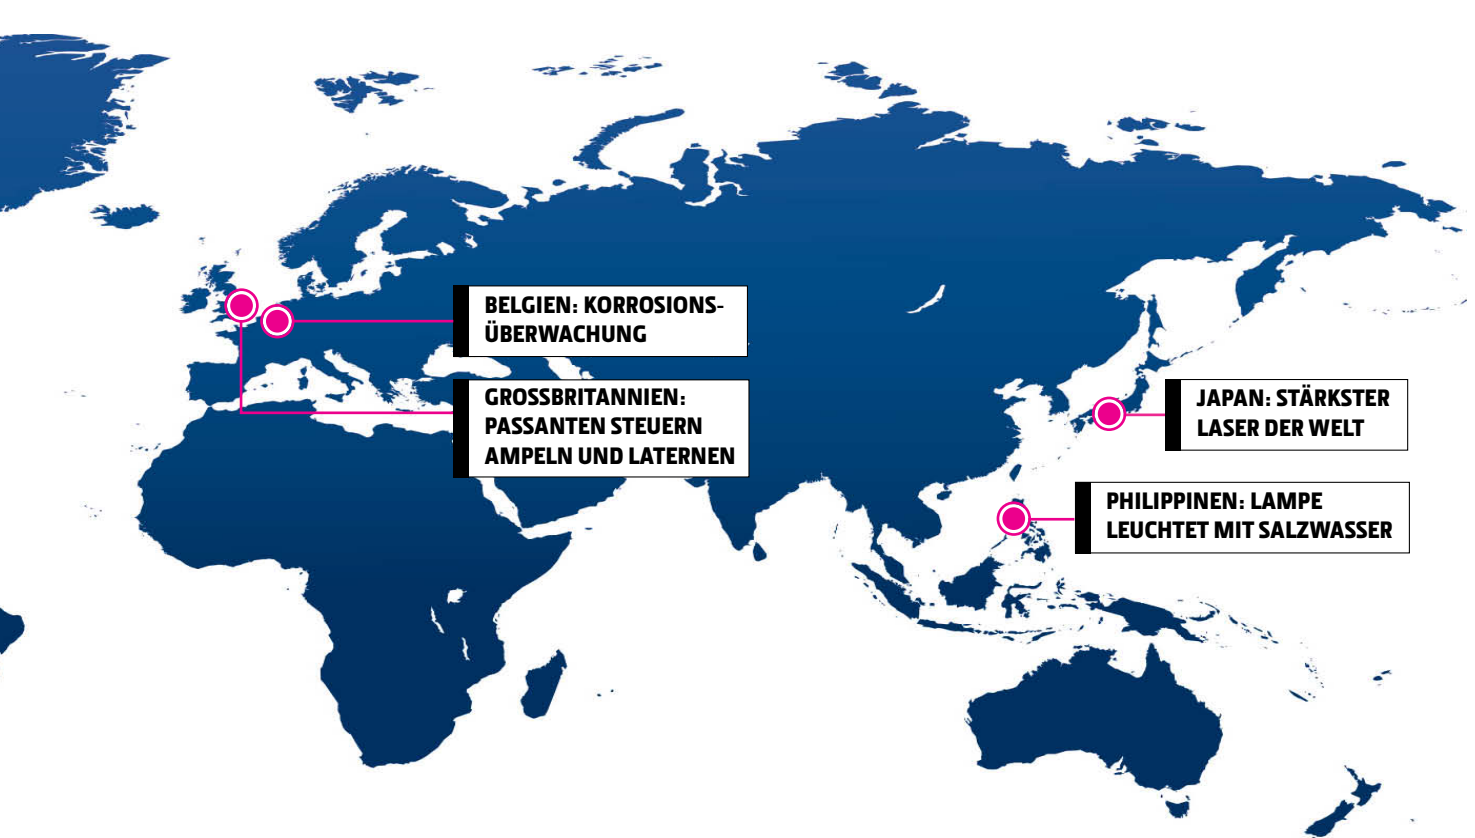 BELGIEN: KORROSIONS-
ÜBERWACHUNG
GROSSBRITANNIEN:
PASSANTEN STEUERN
AMPELN UND LATERNEN
JAPAN: STÄRKSTER
LASER DER WELT
PHILIPPINEN: LAMPE
LEUCHTET MIT SALZWASSER